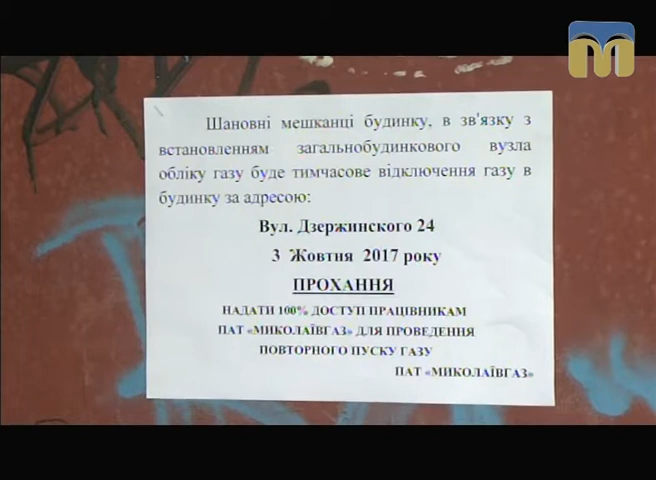 Шановні мешканці будинку, в зв'язку з
встановленням загальнобудинкового вузла
обліку газу буде тимчасове відключення газу в
будинку за адресою:
Вул. Дзержинского 24
3 Жовтня 2017 року
ПРОХАННЯ
НАДАТИ 100% ДОСТУП ПРАЦІВНИКАМ
ПАТ «МИКОЛАЇВГАЗ» ДЛЯ ПРОВЕДЕННЯ
ПОВТОРНОГО ПУСКУ ГАЗУ
ПАТ «МИКОЛАЇВГАЗ»